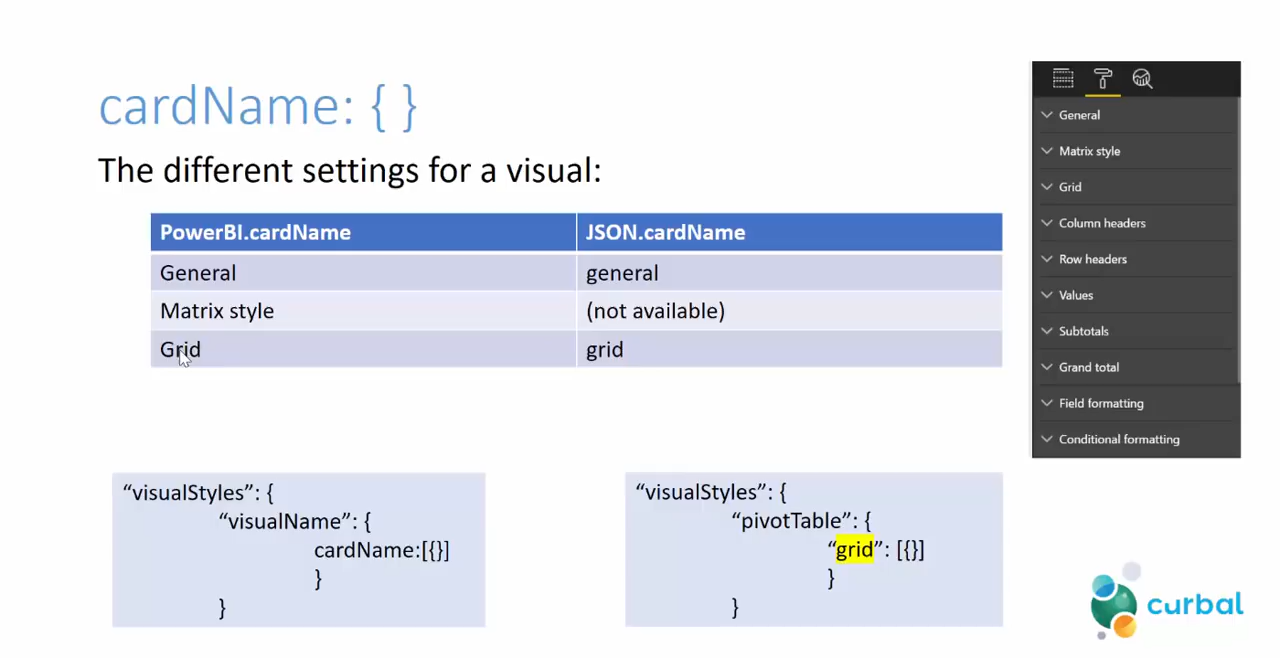 cardName: { }
The different settings for a visual:
PowerBI.cardName JSON.cardName
General general
Matrix style (not available)
Grid grid
“visualStyles”: {
“visualName”: {
cardName:[{}]
}
}
“visualStyles”: {
“pivotTable”: {
“grid”: [{}]
}
}
General
Matrix style
Grid
Column headers
Row headers
Values
Subtotals
Grand total
Field formatting
Conditional formatting
curbal